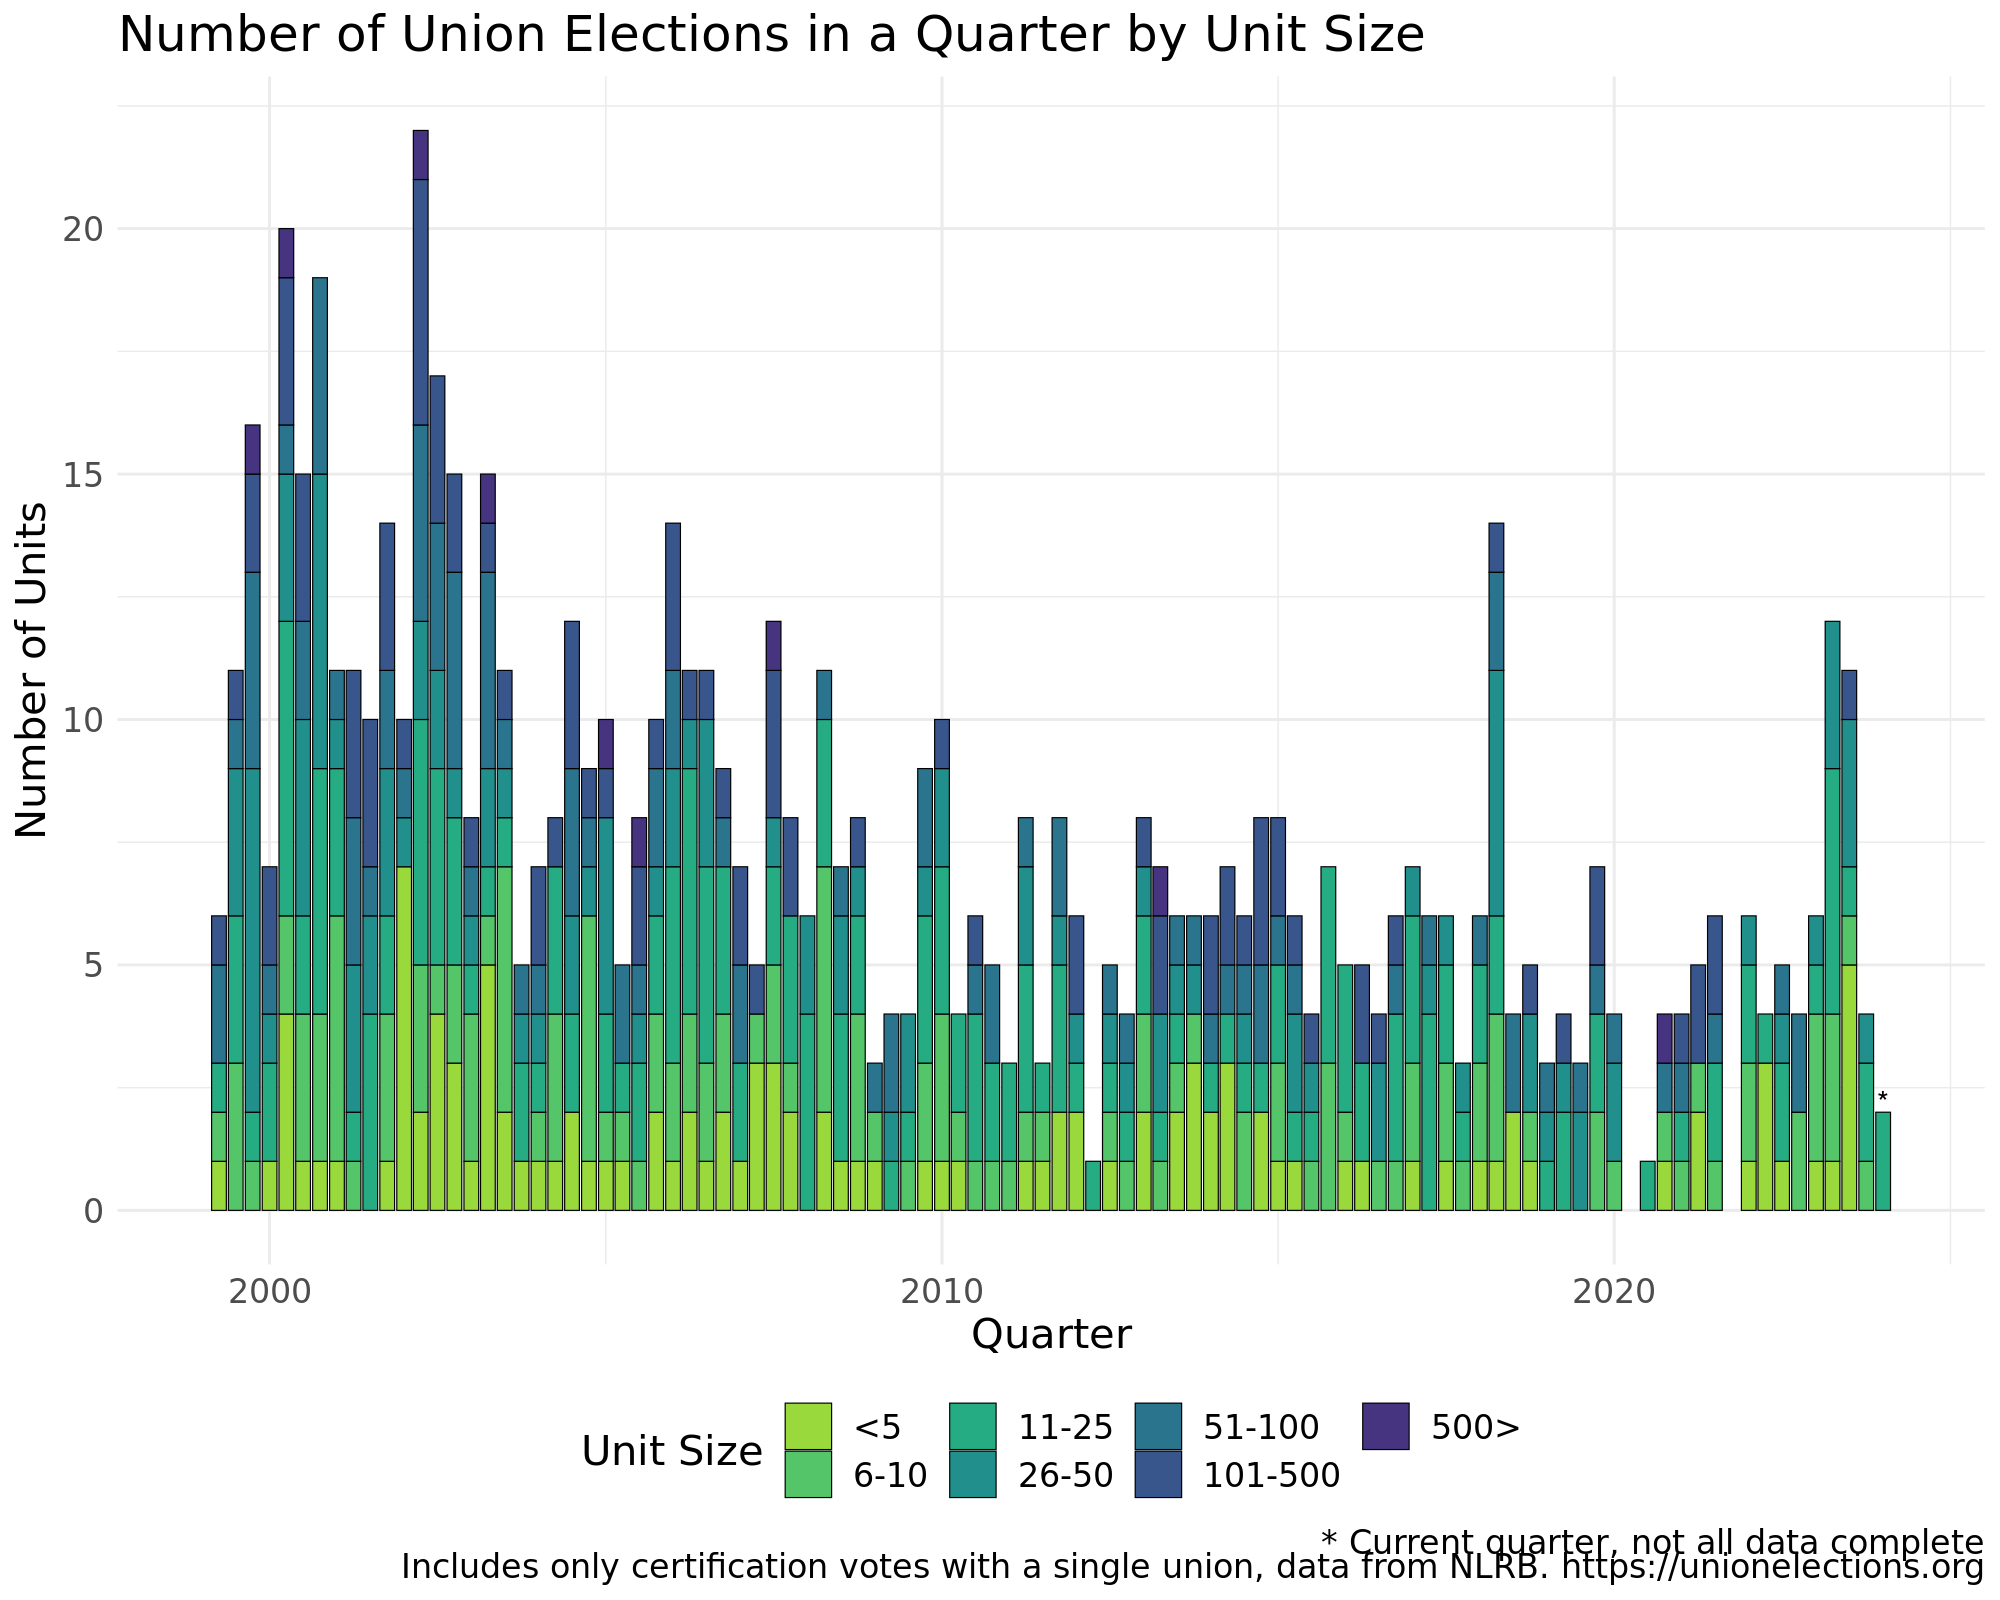 Number of Union Elections in a Quarter by Unit Size
Number of Units
20
15
10
5
0
*
2000 2010 2020
Quarter
Unit Size
<5 11-25 51-100 500>
6-10 26-50 101-500
* Current quarter, not all data complete
Includes only certification votes with a single union, data from NLRB. https://unionelections.org